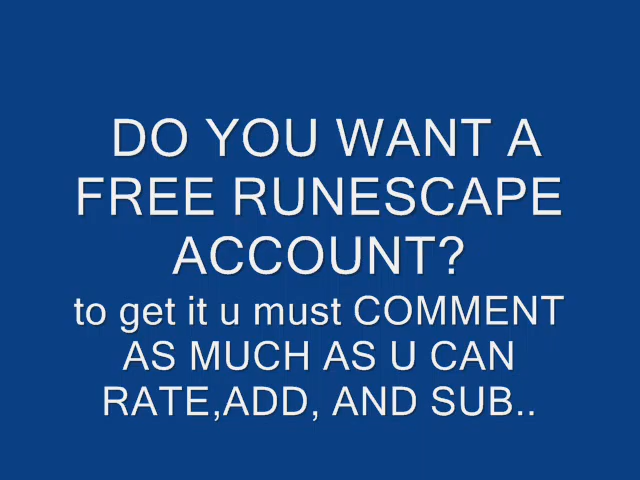 DO YOU WANT A
FREE RUNESCAPE
ACCOUNT?
to get it u must COMMENT
AS MUCH AS U CAN
RATE,ADD, AND SUB..